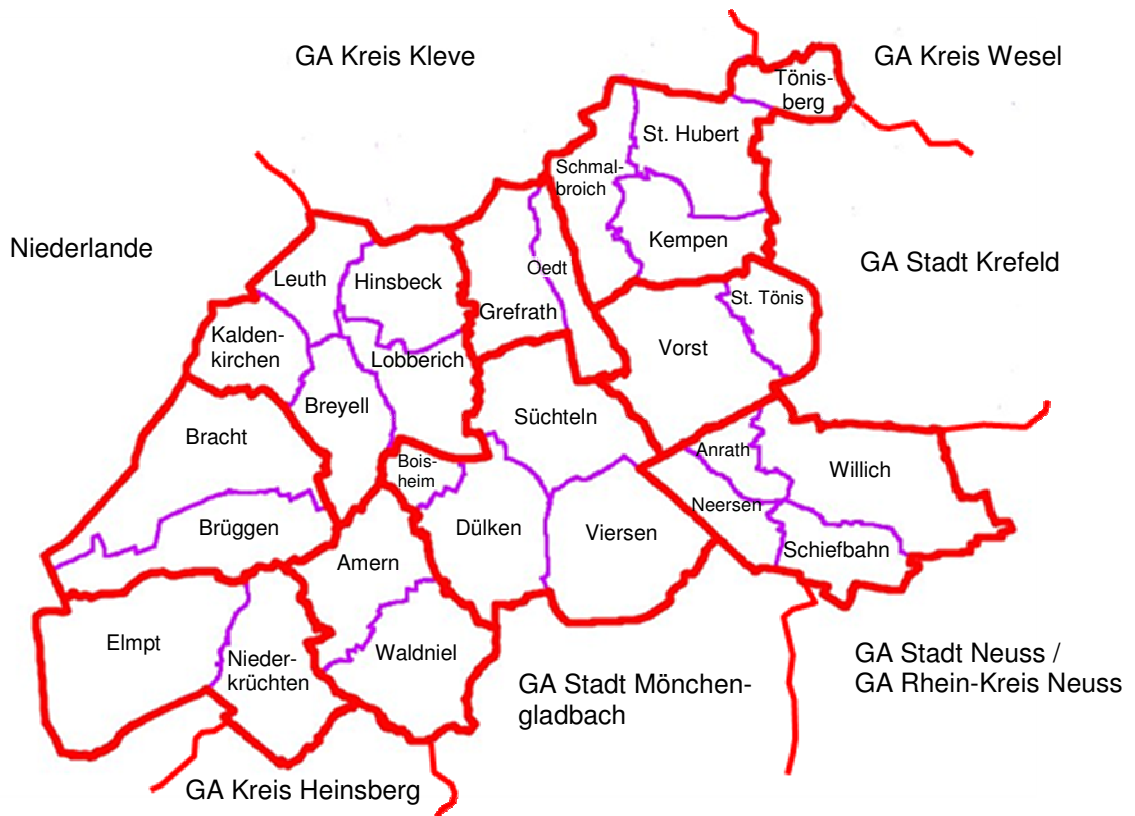 GA Kreis Kleve
GA Kreis Wesel
Tönis-
berg
St. Hubert
Schmal-
broich
Kempen
Niederlande
GA Stadt Krefeld
Leuth
Hinsbeck
Oedt
St. Tönis
Grefrath
Kalden-
kirchen
Vorst
Lobberich
Breyell
Süchteln
Bracht
Anrath
Willich
Bois-
heim
Neersen
Brüggen
Dülken
Viersen
Schiefbahn
Amern
Elmpt
Nieder-
krüchten
Waldniel
GA Stadt Mönchen-
gladbach
GA Stadt Neuss /
GA Rhein-Kreis Neuss
GA Kreis Heinsberg